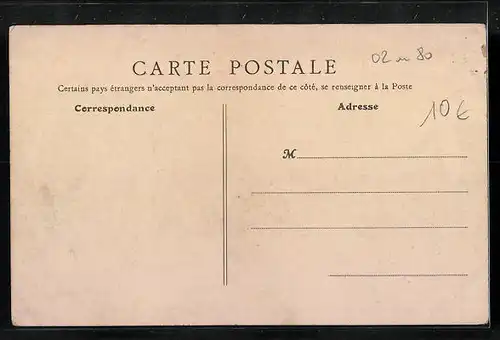 02 80
CARTE POSTALE
Certains pays étrangers n'acceptant pas la correspondance de ce côté, se renseigner à la Poste
Correspondance
Adresse
10€
M